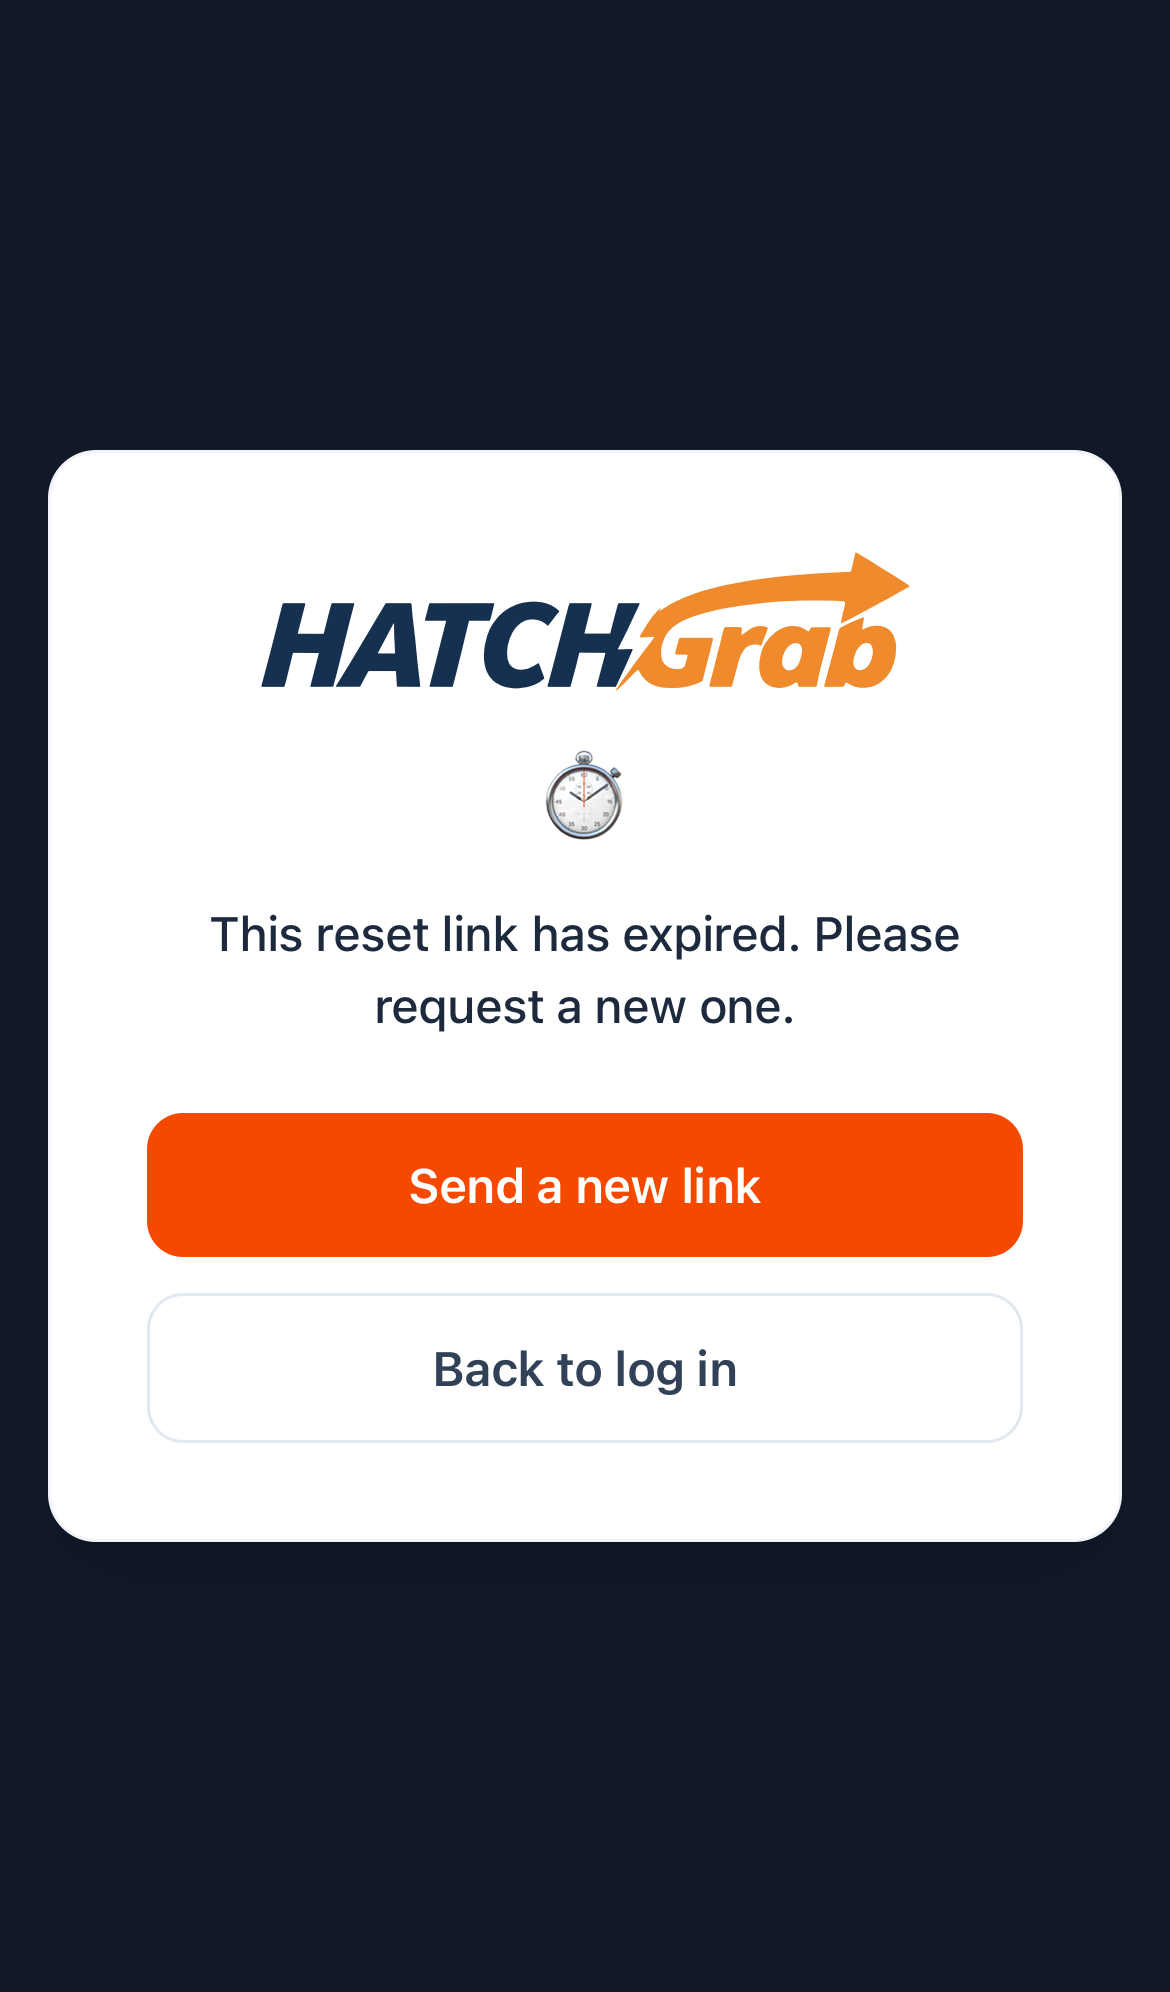 HATCHGrab
This reset link has expired. Please
request a new one.
Send a new link
Back to log in